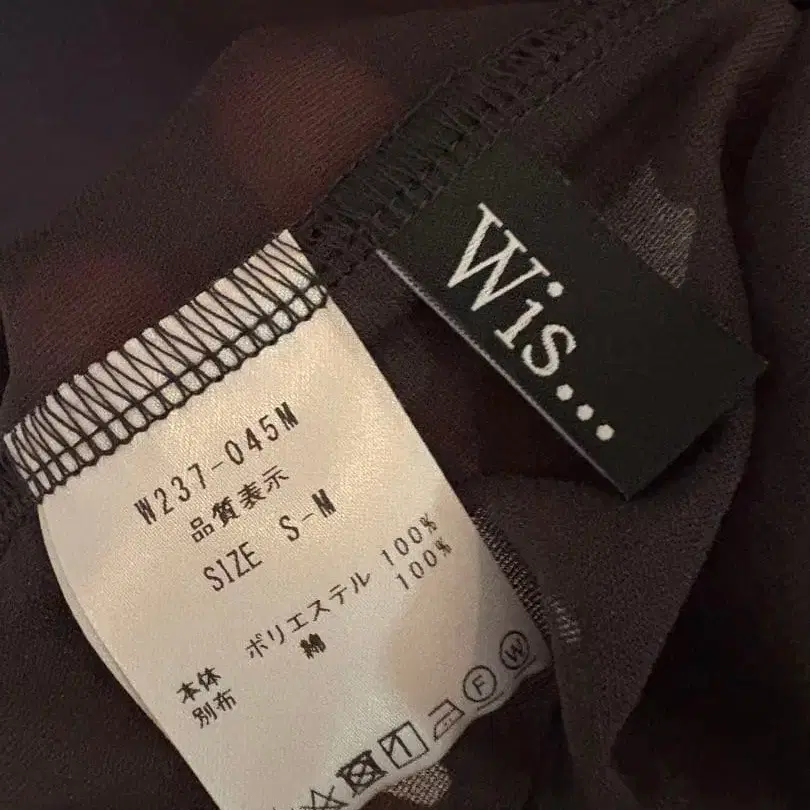 Wis...
W237-045M
品質表示
SIZE S-M
本体 ポリエステル 100%
別布 綿 100%
F W